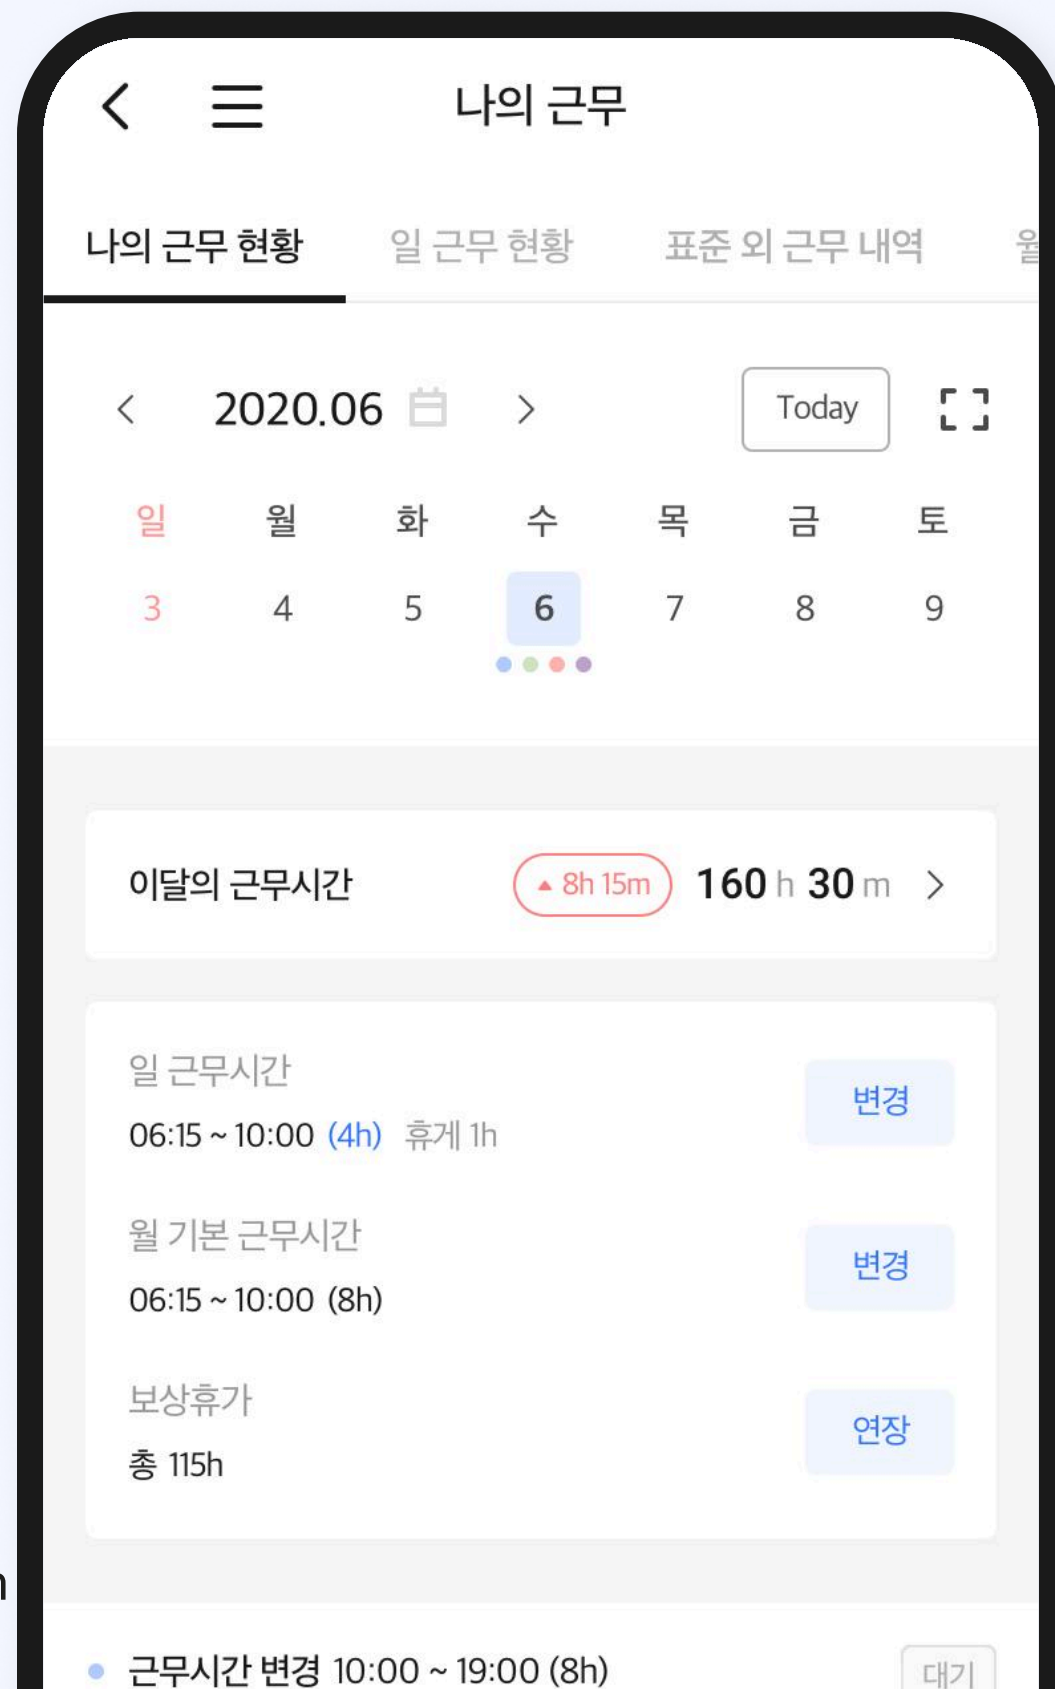 나의 근무
나의 근무 현황 일 근무 현황 표준 외 근무 내역 월
2020.06 Today
일 월 화 수 목 금 토
3 4 5 6 7 8 9
이달의 근무시간 ▲ 8h 15m 160 h 30 m
일 근무시간
변경
06:15 ~ 10:00 (4h) 휴게 1h
월 기본 근무시간
변경
06:15 ~ 10:00 (8h)
보상휴가
연장
총 115h
근무시간 변경 10:00 ~ 19:00 (8h) 대기